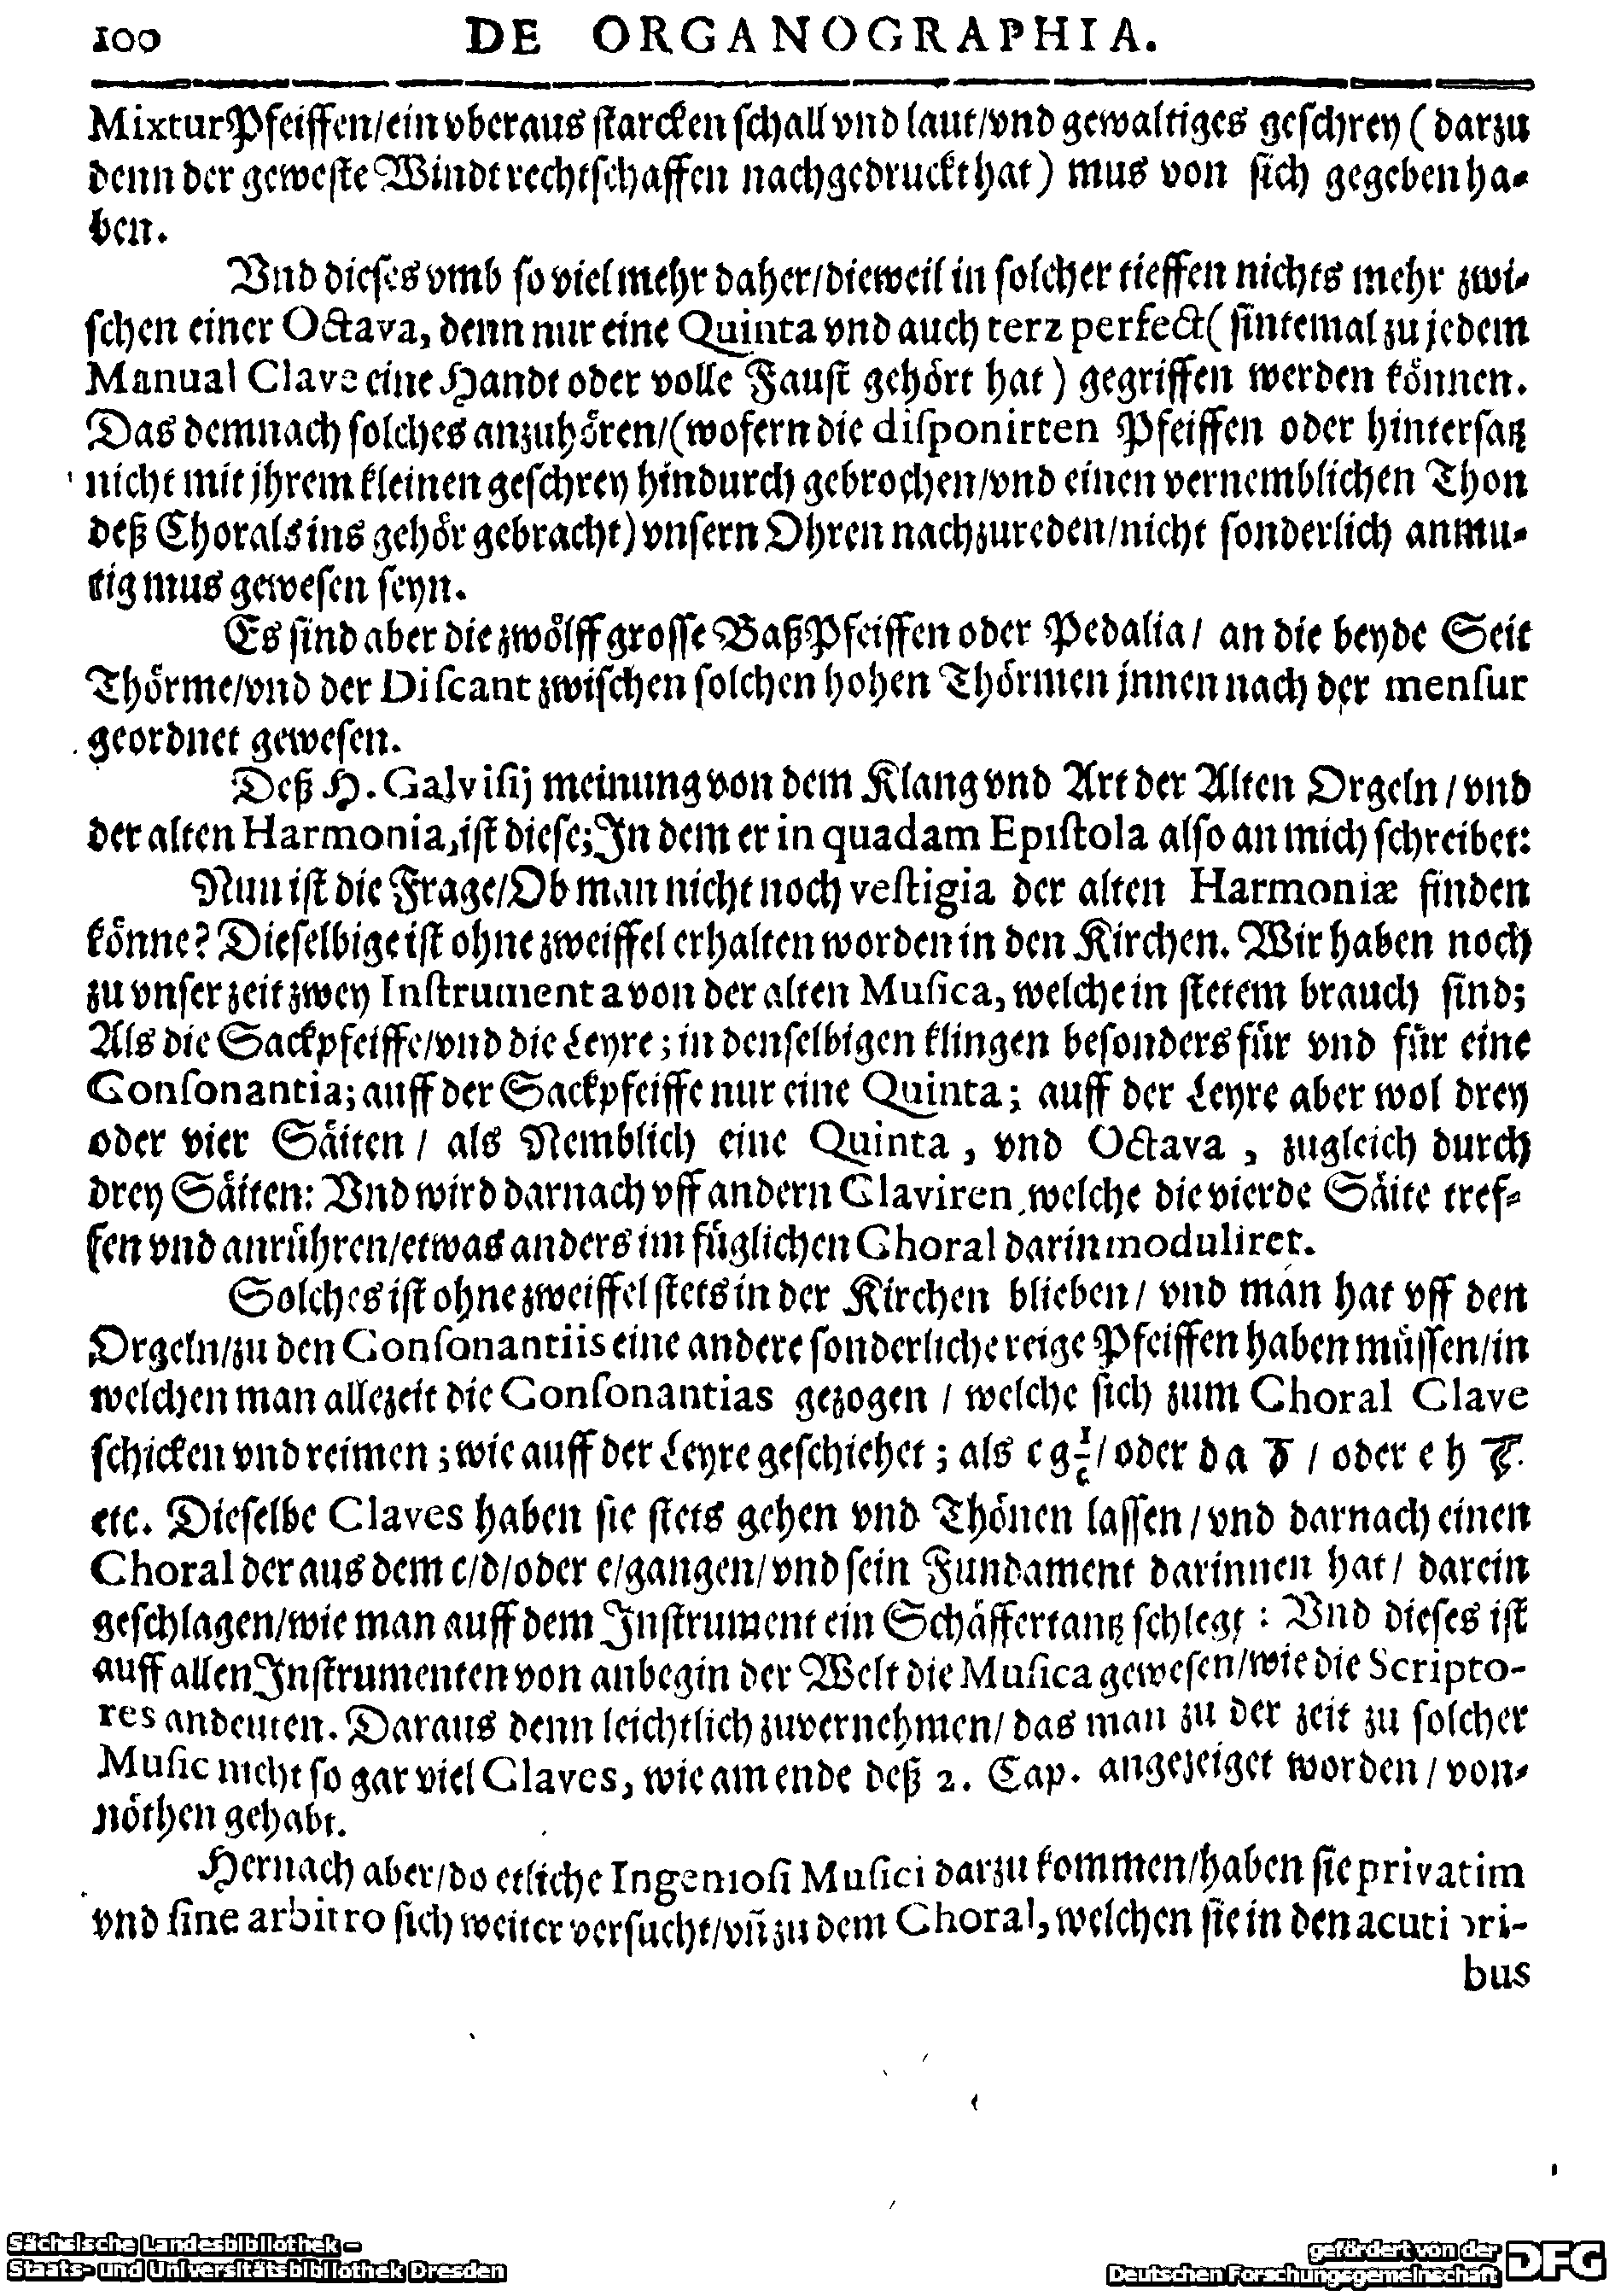 100 DE ORGANOGRAPHIA.
MixturPfeiffen/ein vberaus starcken schall vnd laut/vnd gewaltiges geschrey ( darzu
denn der geweste Windt rechtschaffen nachgedruckt hat ) mus von sich gegeben ha-
ben.
Vnd dieses vmb so viel mehr daher/dieweil in solcher tieffen nichts mehr zwi-
schen einer Octava, denn nur eine Quinta vnd auch terz perfect ( sintemal zu jedem
Manual Clave eine Handt oder volle Faust gehört hat ) gegriffen werden können.
Das demnach solches anzuhören/(wofern die disponirten Pfeiffen oder hintersatz
nicht mit jhrem kleinen geschrey hindurch gebrochen/vnd einen vernemblichen Thon
deß Chorals ins gehör gebracht) vnsern Ohren nachzureden/nicht sonderlich anmu-
tig mus gewesen seyn.
Es sind aber die zwölff grosse BaßPfeiffen oder Pedalia/ an die beyde Seit
Thörme/vnd der Discant zwischen solchen hohen Thörmen jnnen nach der mensur
geordnet gewesen.
Deß H. Calvisij meinung von dem Klang vnd Art der Alten Orgeln / vnd
der alten Harmonia, ist diese; In dem er in quadam Epistola also an mich schreibet:
Nun ist die Frage/Ob man nicht noch vestigia der alten Harmoniæ finden
könne? Dieselbige ist ohne zweiffel erhalten worden in den Kirchen. Wir haben noch
zu vnser zeit zwey Instrumenta von der alten Musica, welche in stetem brauch sind;
Als die Sackpfeiffe/vnd die Leyre; in denselbigen klingen besonders für vnd für eine
Consonantia; auff der Sackpfeiffe nur eine Quinta; auff der Leyre aber wol drey
oder vier Säiten / als Nemblich eine Quinta , vnd Octava , zugleich durch
drey Säiten: Vnd wird darnach vff andern Claviren, welche die vierde Säite tref-
fen vnd anrühren/etwas anders im füglichen Choral darin moduliret.
Solches ist ohne zweiffel stets in der Kirchen blieben/ vnd man hat vff den
Orgeln/zu den Consonantiis eine andere sonderliche reige Pfeiffen haben müssen/in
welchen man allezeit die Consonantias gezogen / welche sich zum Choral Clave
schicken vnd reimen ; wie auff der Leyre geschiehet ; als c g c̄ / oder d a d̄ / oder e h ē.
etc. Dieselbe Claves haben sie stets gehen vnd Thönen lassen / vnd darnach einen
Choral der aus dem c/d/oder e/gangen/vnd sein Fundament darinnen hat/ darein
geschlagen/wie man auff dem Instrument ein Schäffertantz schlegt : Vnd dieses ist
auff allen Instrumenten von anbegin der Welt die Musica gewesen/wie die Scripto-
res andeuten. Daraus denn leichtlich zuvernehmen/ das man zu der zeit zu solcher
Music nicht so gar viel Claves, wie am ende deß 2. Cap. angezeiget worden / von-
nöthen gehabt.
Hernach aber/do etliche Ingeniosi Musici darzu kommen/haben sie privatim
vnd sine arbitro sich weiter versucht/vñ zu dem Choral, welchen sie in den acutiori-
bus
Sächsische Landesbibliothek –
Staats- und Universitätsbibliothek Dresden
gefördert von der
Deutschen Forschungsgemeinschaft DFG